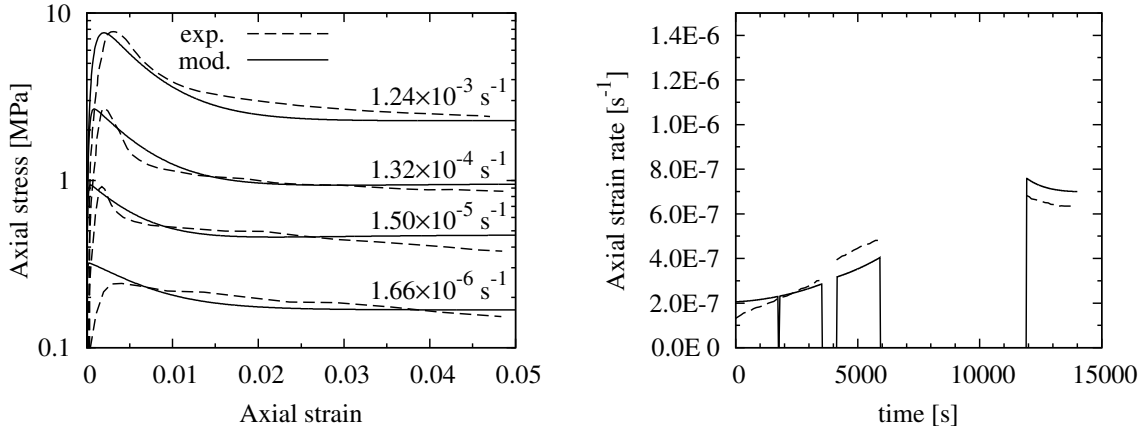 10
1
0.1
Axial stress [MPa]
exp.
mod.
1.24×10⁻³ s⁻¹
1.32×10⁻⁴ s⁻¹
1.50×10⁻⁵ s⁻¹
1.66×10⁻⁶ s⁻¹
0 0.01 0.02 0.03 0.04 0.05
Axial strain
Axial strain rate [s⁻¹]
1.4E-6
1.2E-6
1.0E-6
8.0E-7
6.0E-7
4.0E-7
2.0E-7
0.0E 0
0 5000 10000 15000
time [s]